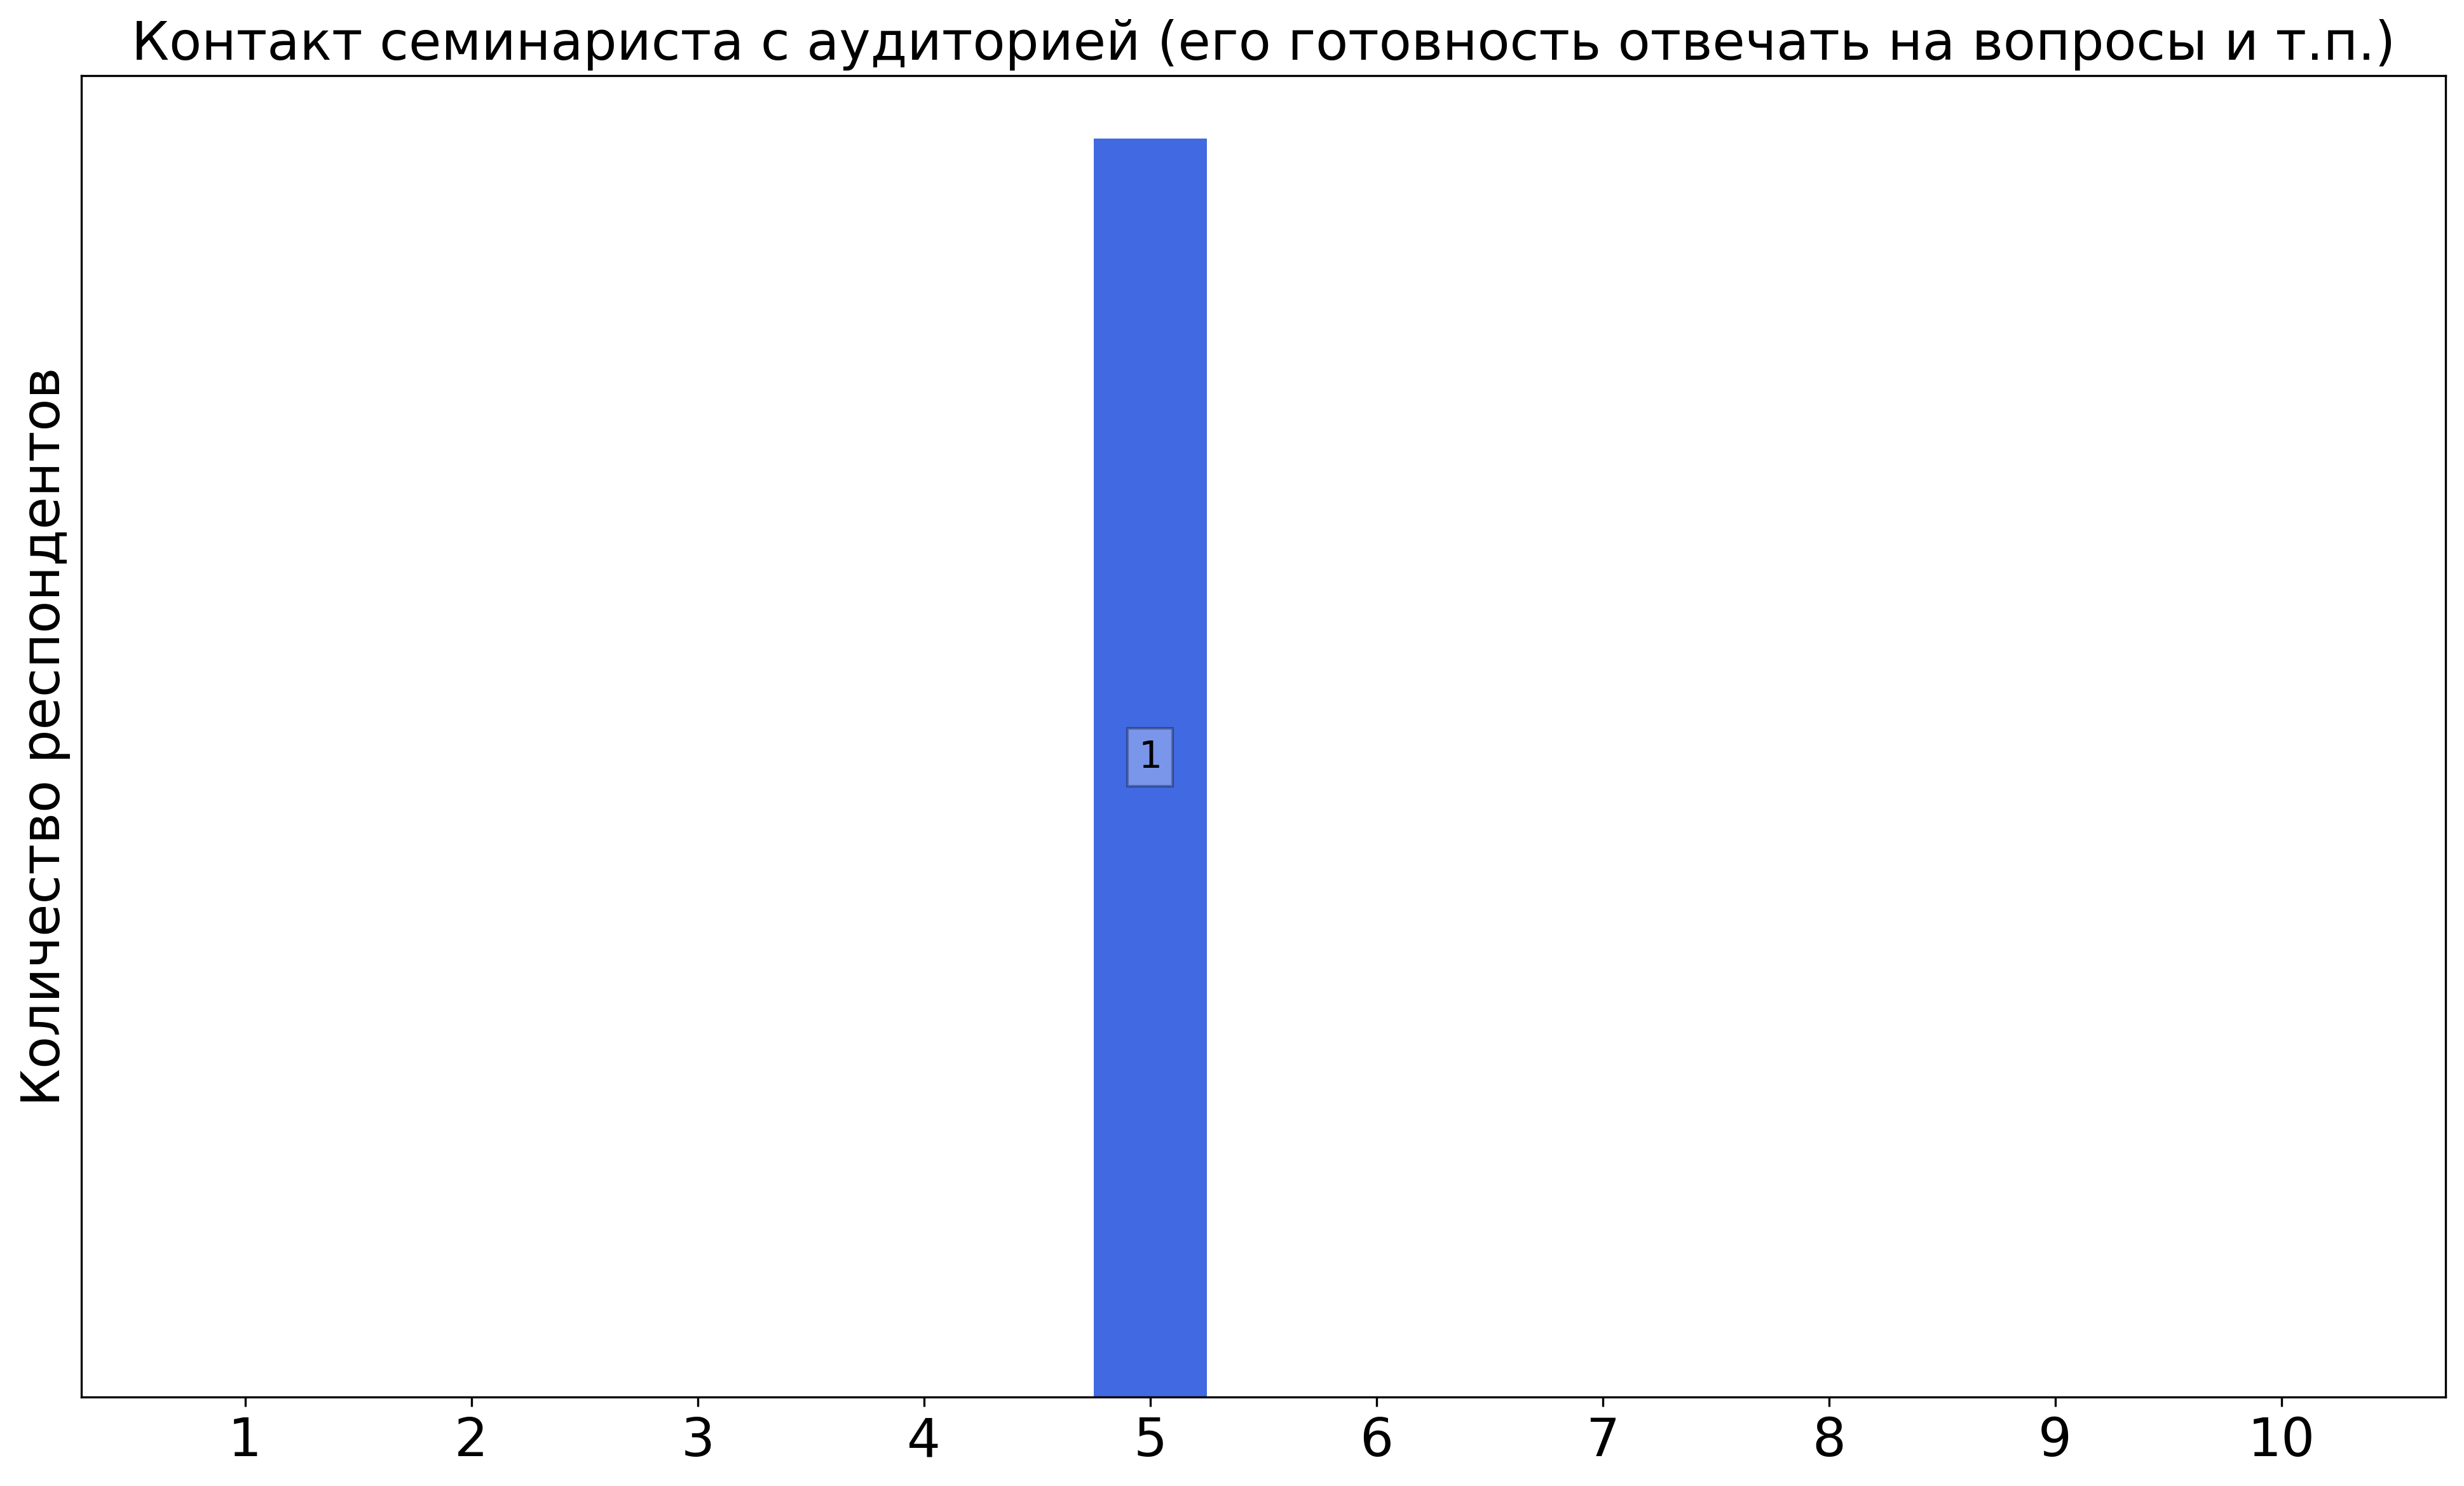 Контакт семинариста с аудиторией (его готовность отвечать на вопросы и т.п.)
Количество респондентов
1
1 2 3 4 5 6 7 8 9 10